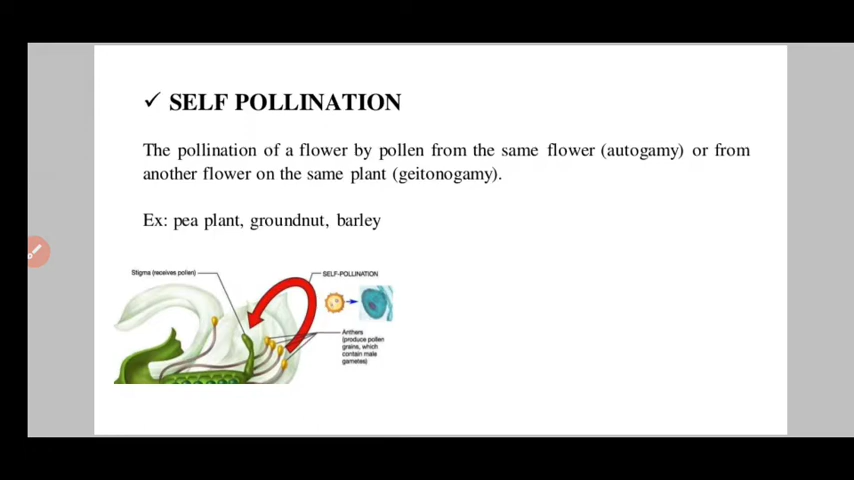 ✓ SELF POLLINATION
The pollination of a flower by pollen from the same flower (autogamy) or from
another flower on the same plant (geitonogamy).
Ex: pea plant, groundnut, barley
Stigma (receives pollen)
SELF-POLLINATION
Anthers
(produce pollen
grains, which
contain male
gametes)